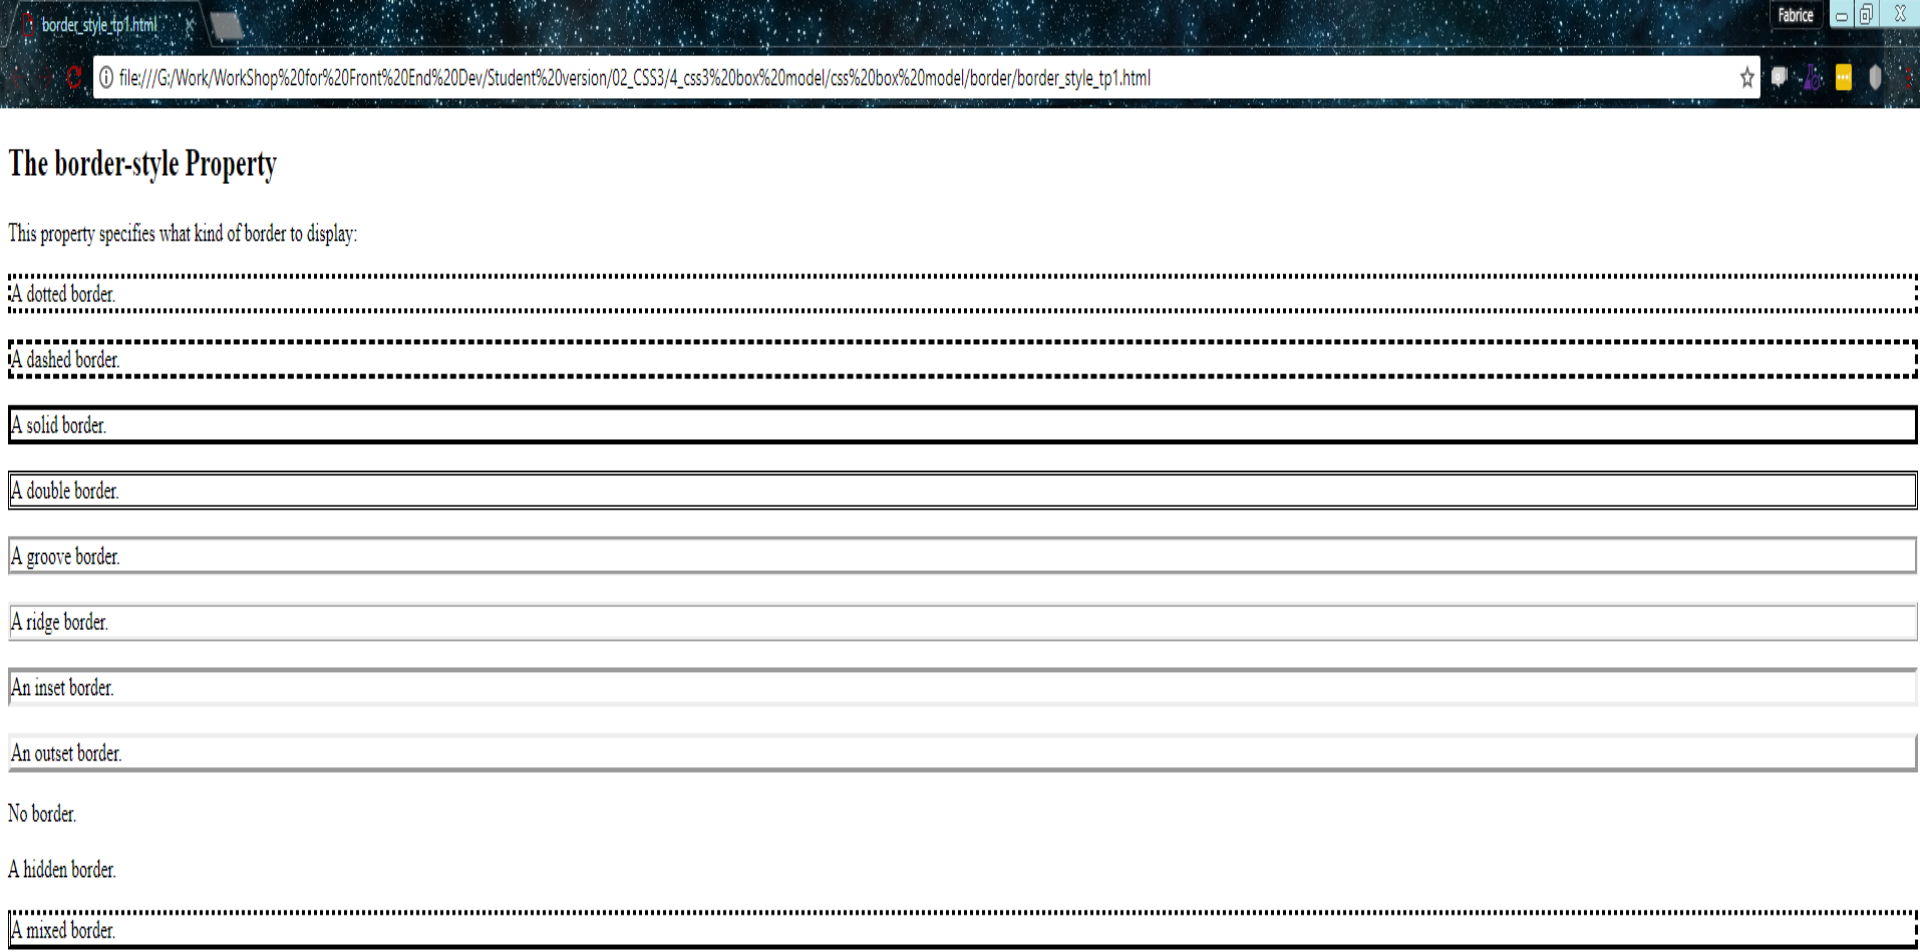 border_style_tp1.html
Fabrice
file:///G:/Work/WorkShop%20for%20Front%20End%20Dev/Student%20version/02_CSS3/4_css3%20box%20model/css%20box%20model/border/border_style_tp1.html
The border-style Property
This property specifies what kind of border to display:
A dotted border.
A dashed border.
A solid border.
A double border.
A groove border.
A ridge border.
An inset border.
An outset border.
No border.
A hidden border.
A mixed border.